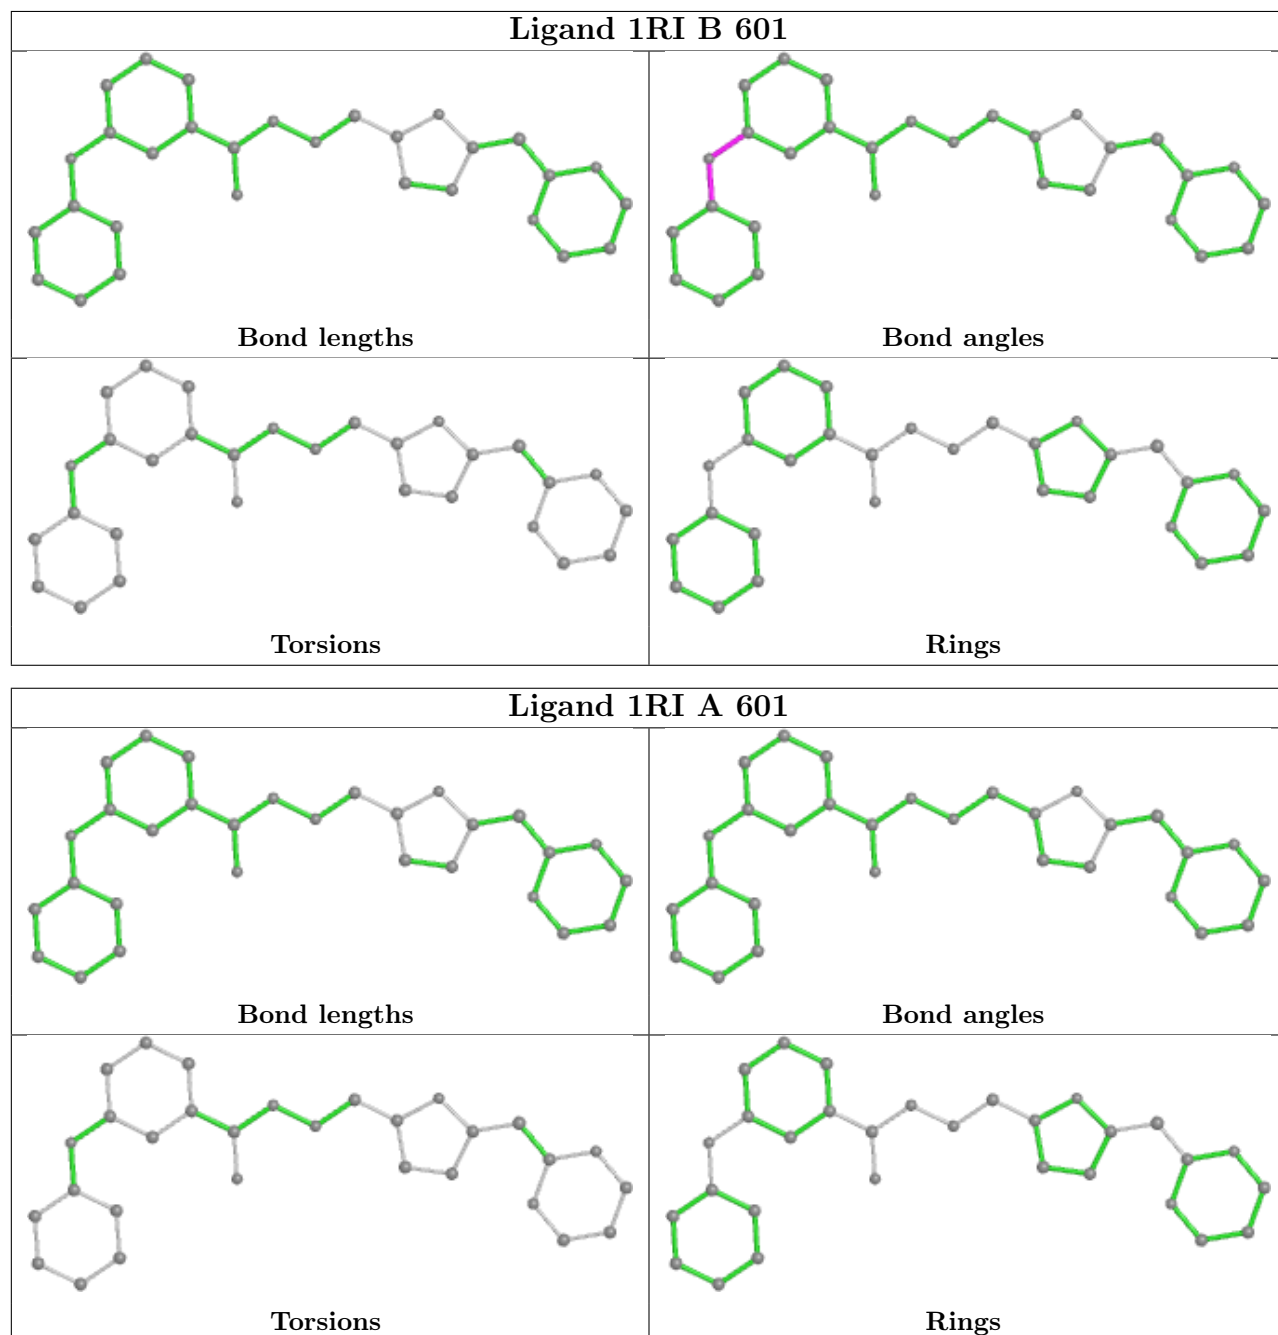 Ligand 1RI B 601
Bond lengths
Bond angles
Torsions
Rings
Ligand 1RI A 601
Bond lengths
Bond angles
Torsions
Rings